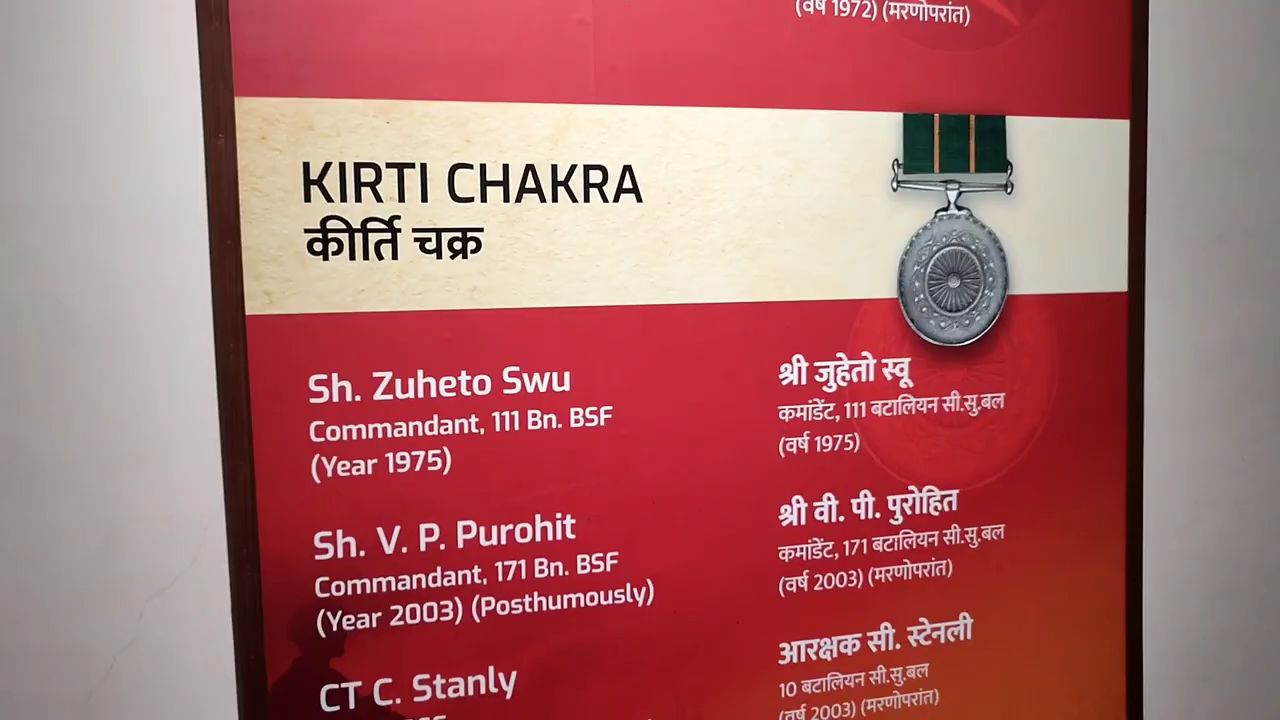 (वर्ष 1972) (मरणोपरांत)
KIRTI CHAKRA
कीर्ति चक्र
Sh. Zuheto Swu
Commandant, 111 Bn. BSF
(Year 1975)
श्री जुहेतो स्वू
कमांडेंट, 111 बटालियन सी.सु.बल
(वर्ष 1975)
Sh. V. P. Purohit
Commandant, 171 Bn. BSF
(Year 2003) (Posthumously)
श्री वी. पी. पुरोहित
कमांडेंट, 171 बटालियन सी.सु.बल
(वर्ष 2003) (मरणोपरांत)
CT C. Stanly
आरक्षक सी. स्टेनली
10 बटालियन सी.सु.बल
(वर्ष 2003) (मरणोपरांत)